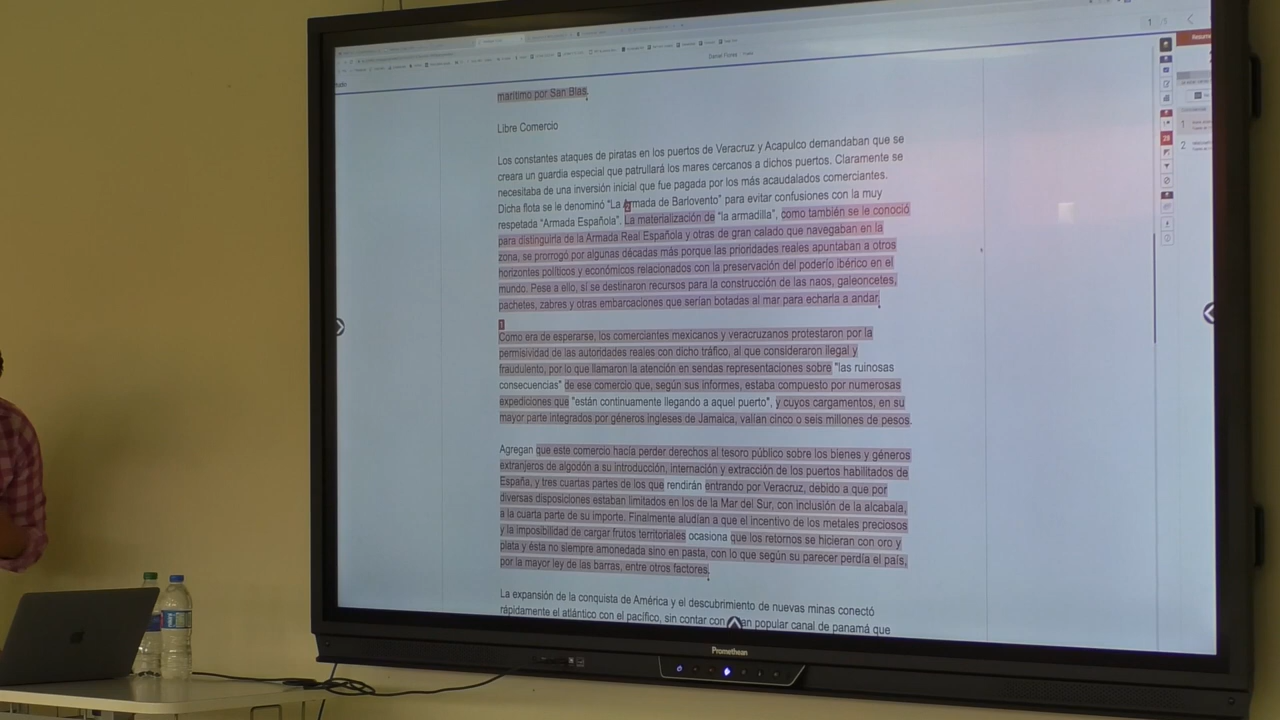 marítimo por San Blas.
Libre Comercio
Los constantes ataques de piratas en los puertos de Veracruz y Acapulco demandaban que se
creara un guardia especial que patrullará los mares cercanos a dichos puertos. Claramente se
necesitaba de una inversión inicial que fue pagada por los más acaudalados comerciantes.
Dicha flota se le denominó "La Armada de Barlovento" para evitar confusiones con la muy
respetada "Armada Española". La materialización de "la armadilla", como también se le conoció
para distinguirla de la Armada Real Española y otras de gran calado que navegaban en la
zona, se prorrogó por algunas décadas más porque las prioridades reales apuntaban a otros
horizontes políticos y económicos relacionados con la preservación del poderío ibérico en el
mundo. Pese a ello, sí se destinaron recursos para la construcción de las naos, galeoncetes,
pachetes, zabres y otras embarcaciones que serían botadas al mar para echarla a andar.
1
Como era de esperarse, los comerciantes mexicanos y veracruzanos protestaron por la
permisividad de las autoridades reales con dicho tráfico, al que consideraron ilegal y
fraudulento, por lo que llamaron la atención en sendas representaciones sobre "las ruinosas
consecuencias" de ese comercio que, según sus informes, estaba compuesto por numerosas
expediciones que "están continuamente llegando a aquel puerto", y cuyos cargamentos, en su
mayor parte integrados por géneros ingleses de Jamaica, valían cinco o seis millones de pesos.
Agregan que este comercio hacía perder derechos al tesoro público sobre los bienes y géneros
extranjeros de algodón a su introducción, internación y extracción de los puertos habilitados de
España, y tres cuartas partes de los que rendirán entrando por Veracruz, debido a que por
diversas disposiciones estaban limitados en los de la Mar del Sur, con inclusión de la alcabala,
a la cuarta parte de su importe. Finalmente aludían a que el incentivo de los metales preciosos
y la imposibilidad de cargar frutos territoriales ocasiona que los retornos se hicieran con oro y
plata y ésta no siempre amonedada sino en pasta, con lo que según su parecer perdía el país,
por la mayor ley de las barras, entre otros factores.
La expansión de la conquista de América y el descubrimiento de nuevas minas conectó
rápidamente el atlántico con el pacífico, sin contar con an popular canal de panamá que
Promethean